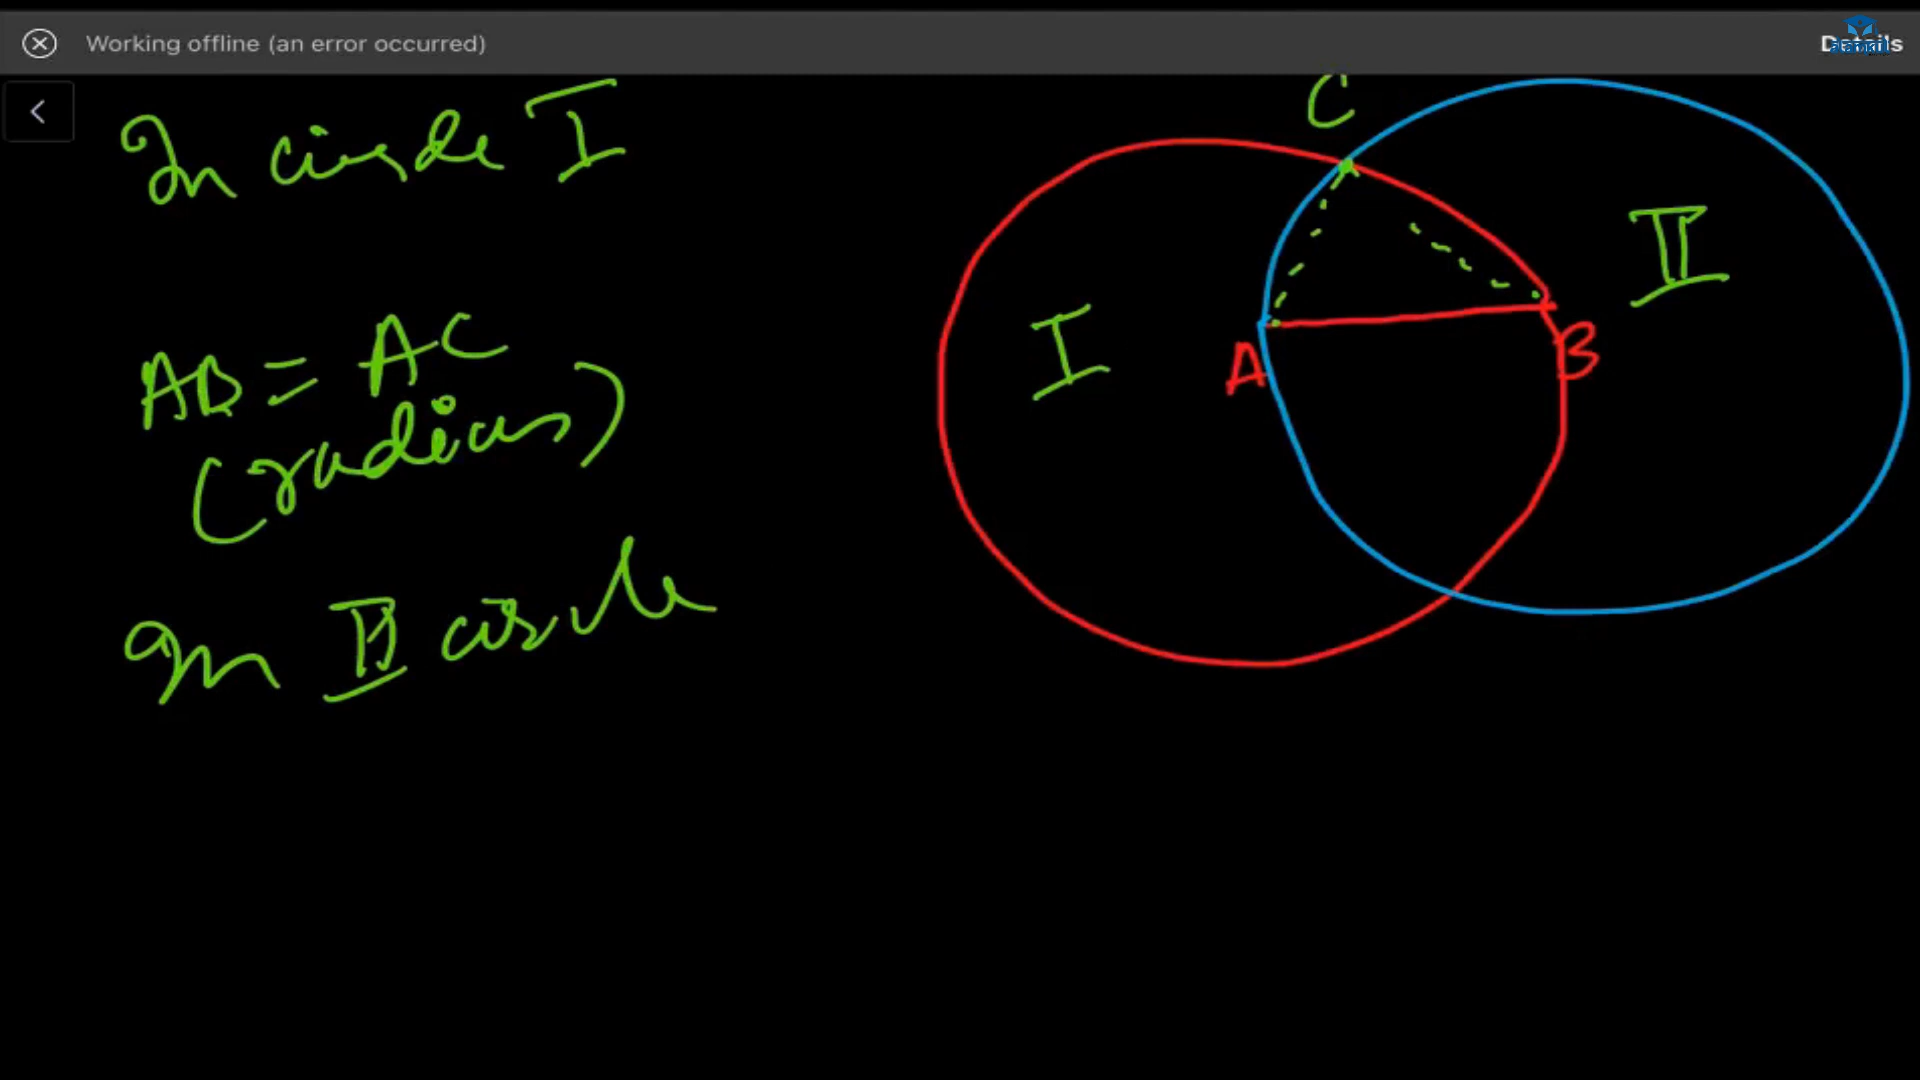 Working offline (an error occurred)
Details
In circle I
AB = AC
(radius)
In II circle
C
I
II
A
B